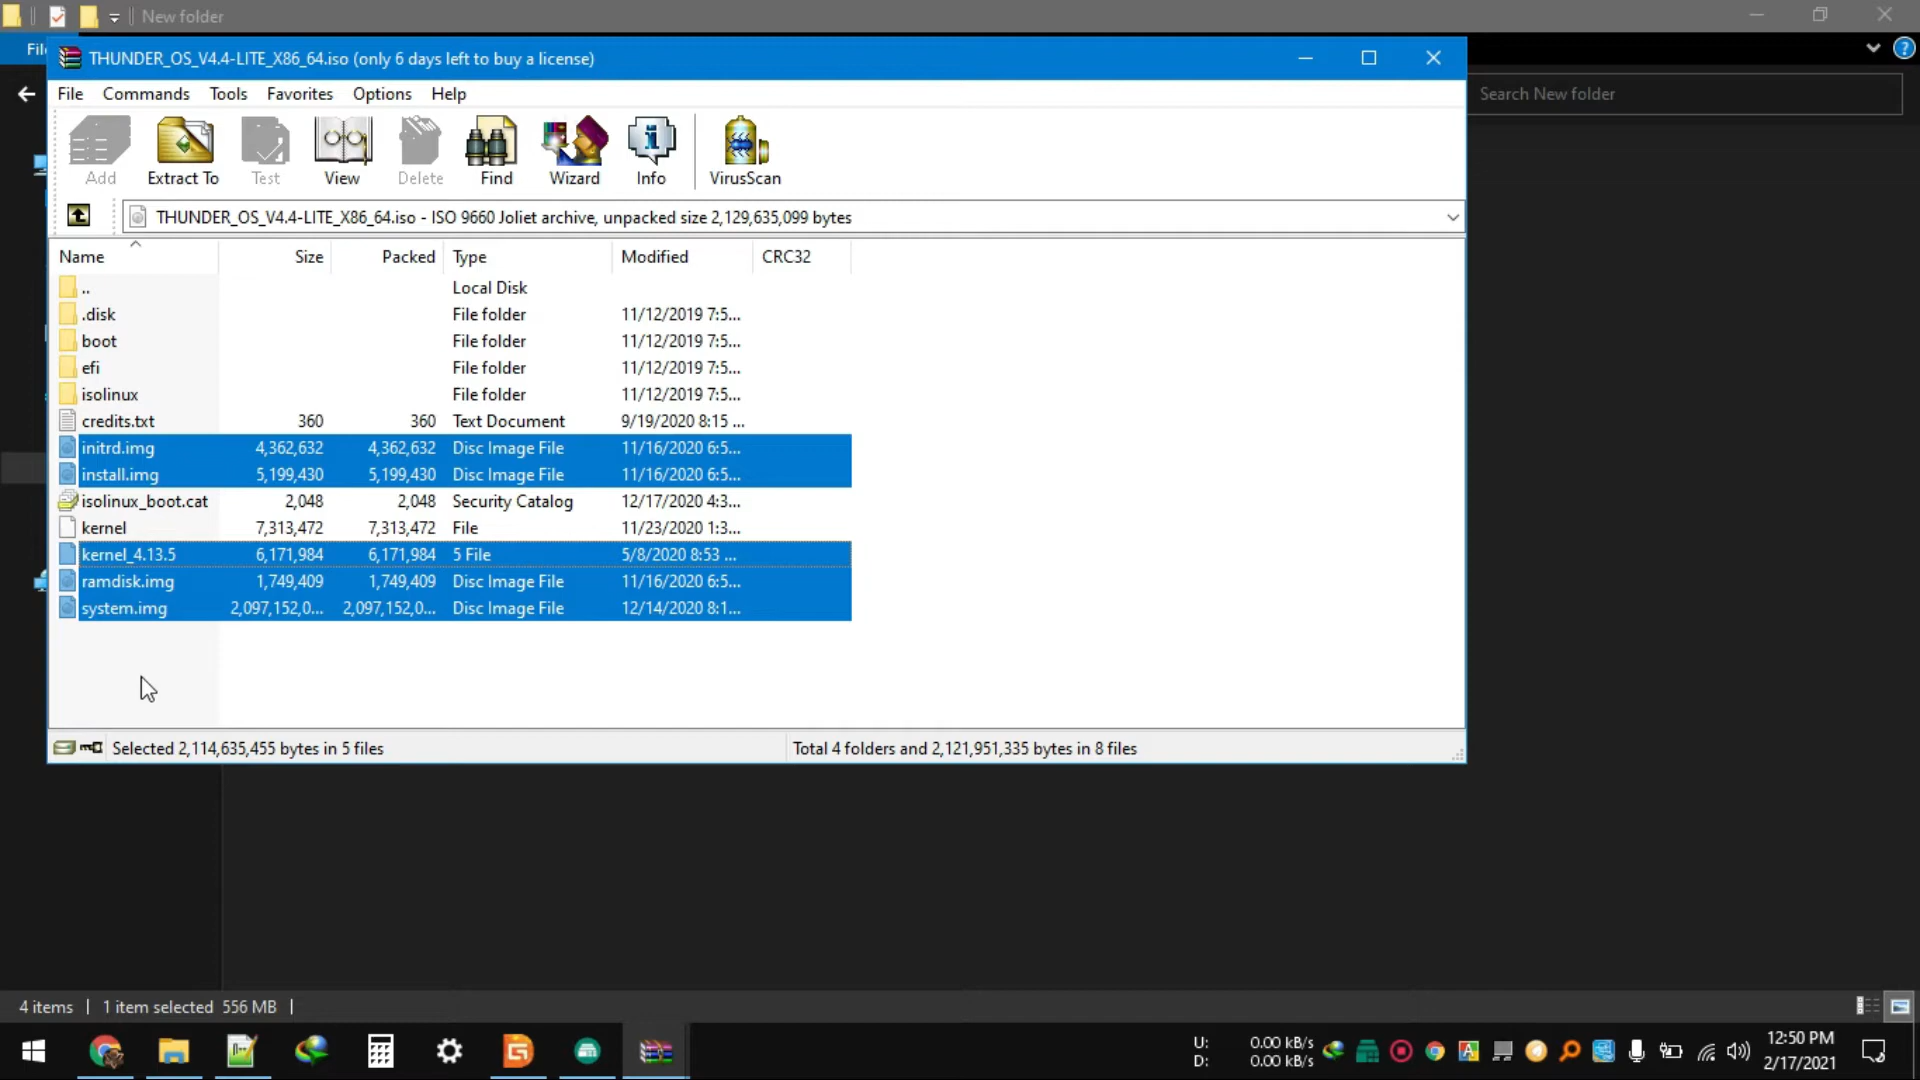 New folder
File
THUNDER_OS_V4.4-LITE_X86_64.iso (only 6 days left to buy a license)
File Commands Tools Favorites Options Help
Search New folder
Add Extract To Test View Delete Find Wizard Info VirusScan
THUNDER_OS_V4.4-LITE_X86_64.iso - ISO 9660 Joliet archive, unpacked size 2,129,635,099 bytes
Name Size Packed Type Modified CRC32
.. Local Disk
.disk File folder 11/12/2019 7:5...
boot File folder 11/12/2019 7:5...
efi File folder 11/12/2019 7:5...
isolinux File folder 11/12/2019 7:5...
credits.txt 360 360 Text Document 9/19/2020 8:15 ...
initrd.img 4,362,632 4,362,632 Disc Image File 11/16/2020 6:5...
install.img 5,199,430 5,199,430 Disc Image File 11/16/2020 6:5...
isolinux_boot.cat 2,048 2,048 Security Catalog 12/17/2020 4:3...
kernel 7,313,472 7,313,472 File 11/23/2020 1:3...
kernel_4.13.5 6,171,984 6,171,984 5 File 5/8/2020 8:53 ...
ramdisk.img 1,749,409 1,749,409 Disc Image File 11/16/2020 6:5...
system.img 2,097,152,0... 2,097,152,0... Disc Image File 12/14/2020 8:1...
Selected 2,114,635,455 bytes in 5 files Total 4 folders and 2,121,951,335 bytes in 8 files
4 items 1 item selected 556 MB
U: 0.00 kB/s
D: 0.00 kB/s
12:50 PM
2/17/2021